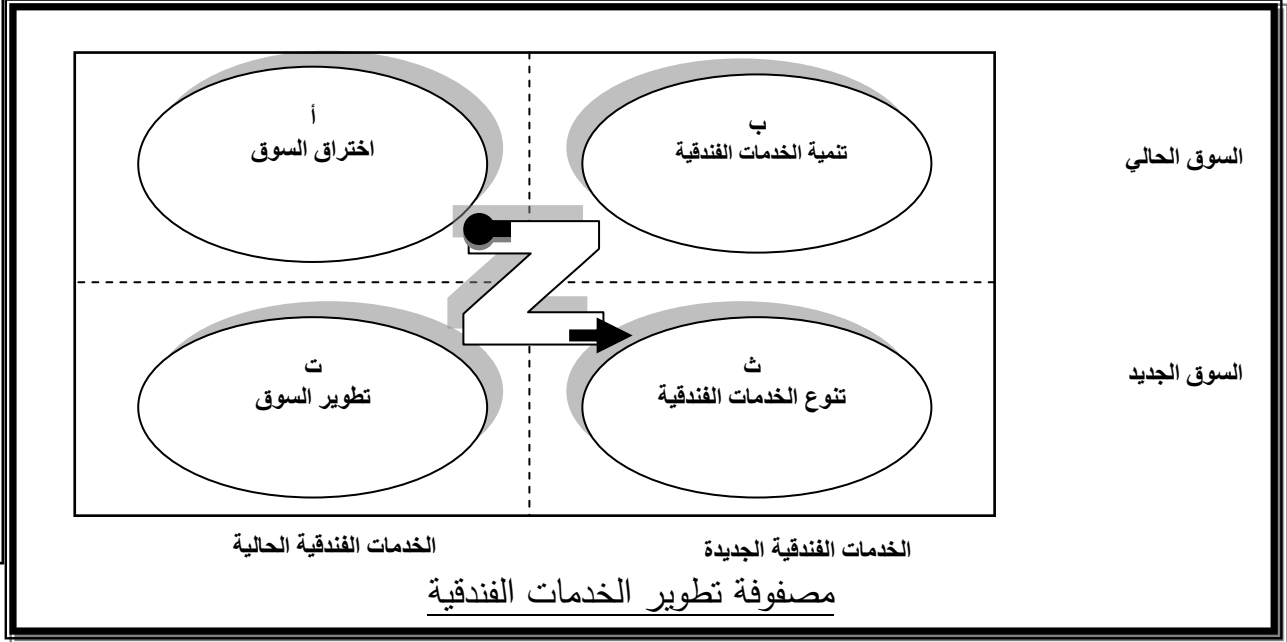 أ
اختراق السوق
ب
تنمية الخدمات الفندقية
السوق الحالي
ت
تطوير السوق
ث
تنوع الخدمات الفندقية
السوق الجديد
الخدمات الفندقية الحالية
الخدمات الفندقية الجديدة
مصفوفة تطوير الخدمات الفندقية